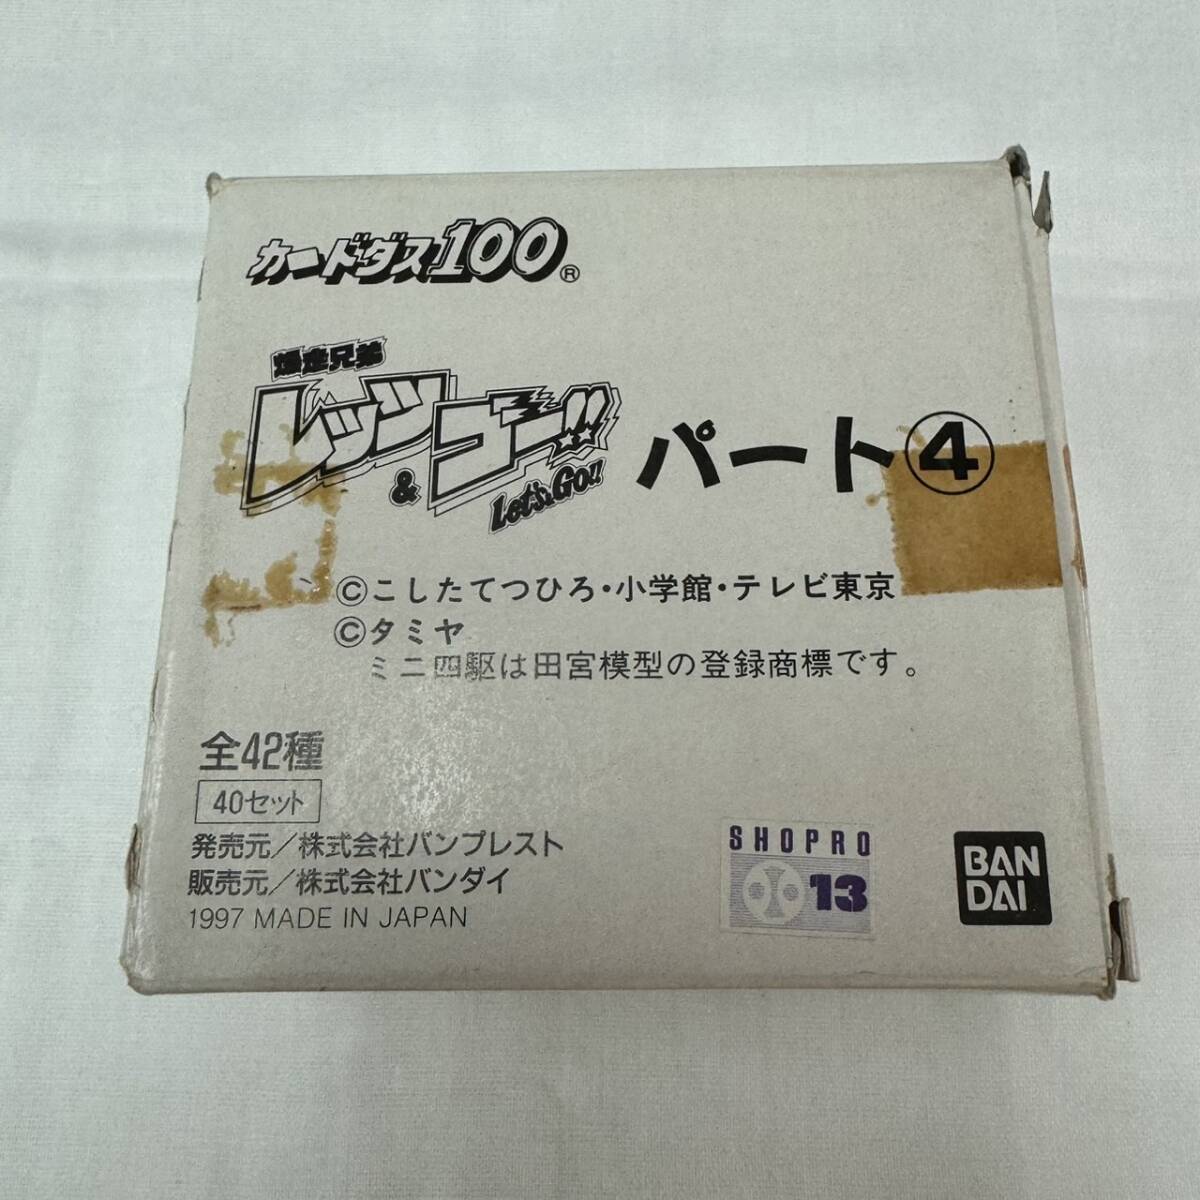 カードダス100®
爆走兄弟
レッツ
&
ゴー!!
Let's & Go!!
パート④
©こしたてつひろ・小学館・テレビ東京
©タミヤ
ミニ四駆は田宮模型の登録商標です。
全42種
40セット
発売元／株式会社バンプレスト
販売元／株式会社バンダイ
1997 MADE IN JAPAN
SHOPRO
13
BAN
DAI